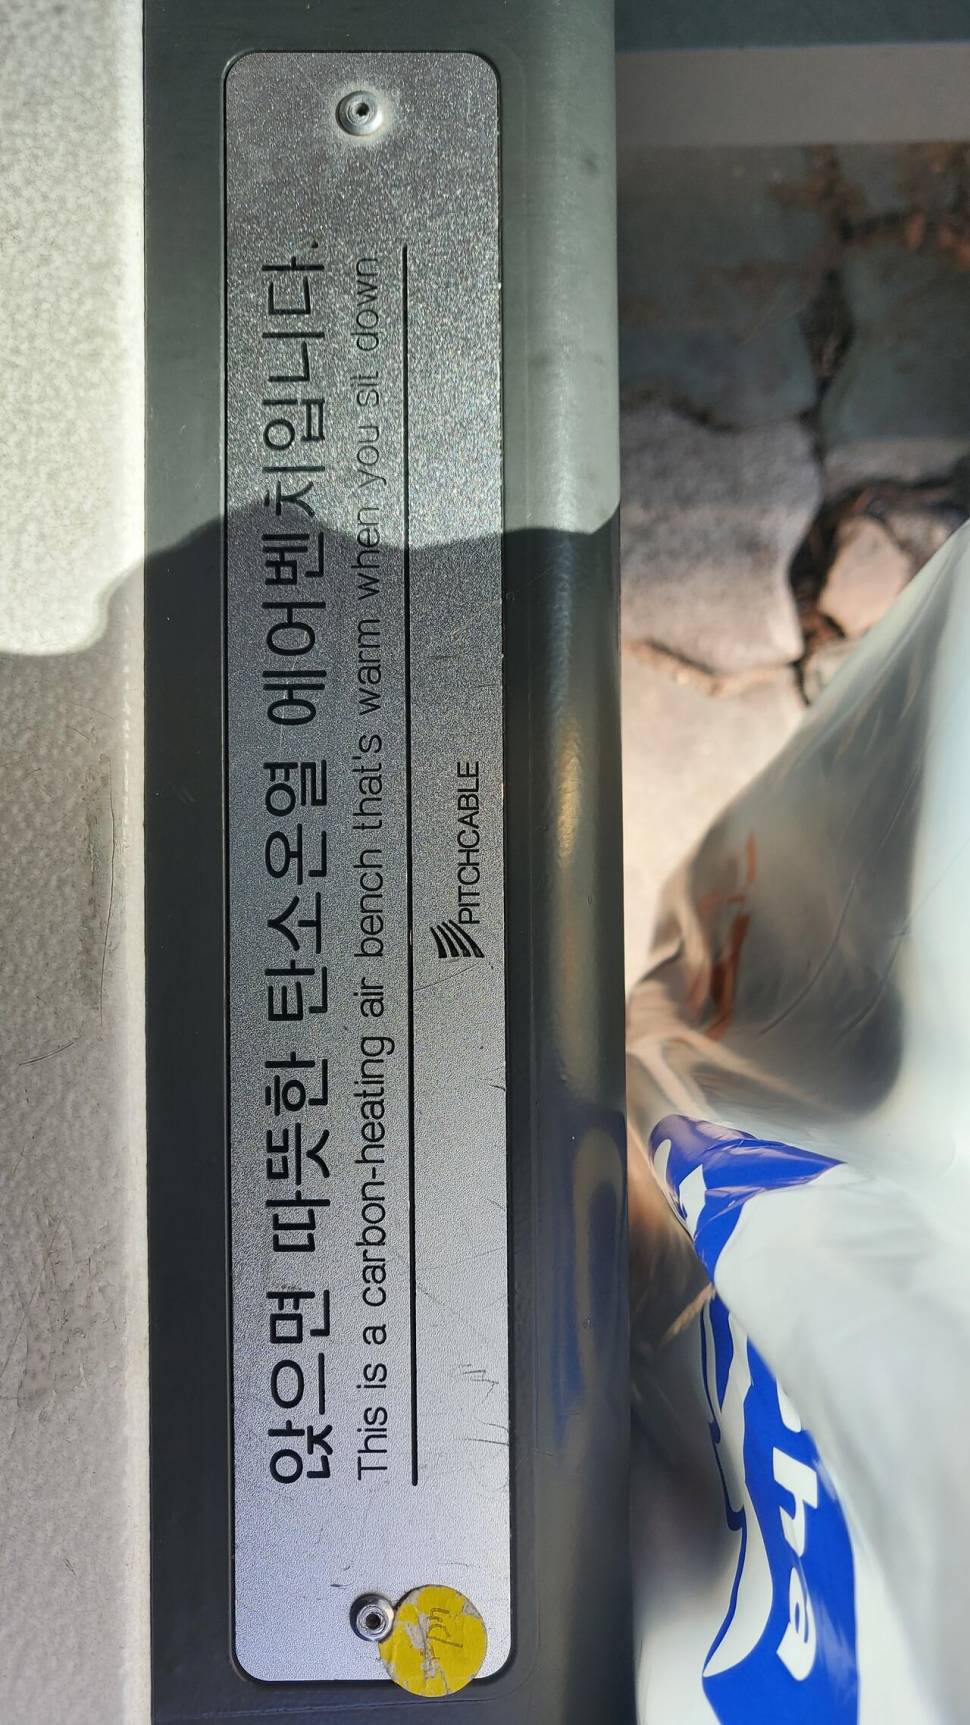 앉으면 따뜻한 탄소온열 에어벤치입니다.
This is a carbon-heating air bench that's warm when you sit down
PITCHCABLE